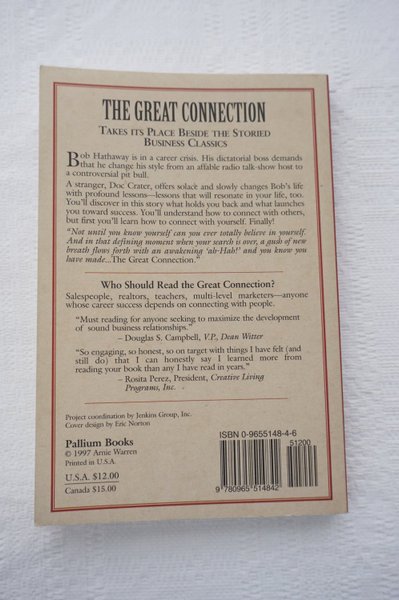 THE GREAT CONNECTION
TAKES ITS PLACE BESIDE THE STORIED
BUSINESS CLASSICS
Bob Hathaway is in a career crisis. His dictatorial boss demands
that he change his style from an affable radio talk-show host to
a controversial pit bull.
A stranger, Doc Crater, offers solace and slowly changes Bob's life
with profound lessons—lessons that will resonate in your life, too.
You'll discover in this story what holds you back and what launches
you toward success. You'll understand how to connect with others,
but first you'll learn how to connect with yourself. Finally!
"Not until you know yourself can you ever totally believe in yourself.
And in that defining moment when your search is over, a gush of new
breath flows forth with an awakening 'ah-Hah!' and you know you
have made...The Great Connection."
Who Should Read the Great Connection?
Salespeople, realtors, teachers, multi-level marketers—anyone
whose career success depends on connecting with people.
"Must reading for anyone seeking to maximize the development
of sound business relationships."
– Douglas S. Campbell, V.P., Dean Witter
"So engaging, so honest, so on target with things I have felt (and
still do) that I can honestly say I learned more from
reading your book than any I have read in years."
– Rosita Perez, President, Creative Living
Programs, Inc.
Project coordination by Jenkins Group, Inc.
Cover design by Eric Norton
Pallium Books
© 1997 Arnie Warren
Printed in U.S.A.
U.S.A. $12.00
Canada $15.00
ISBN 0-9655148-4-6
51200
9 780965 514842